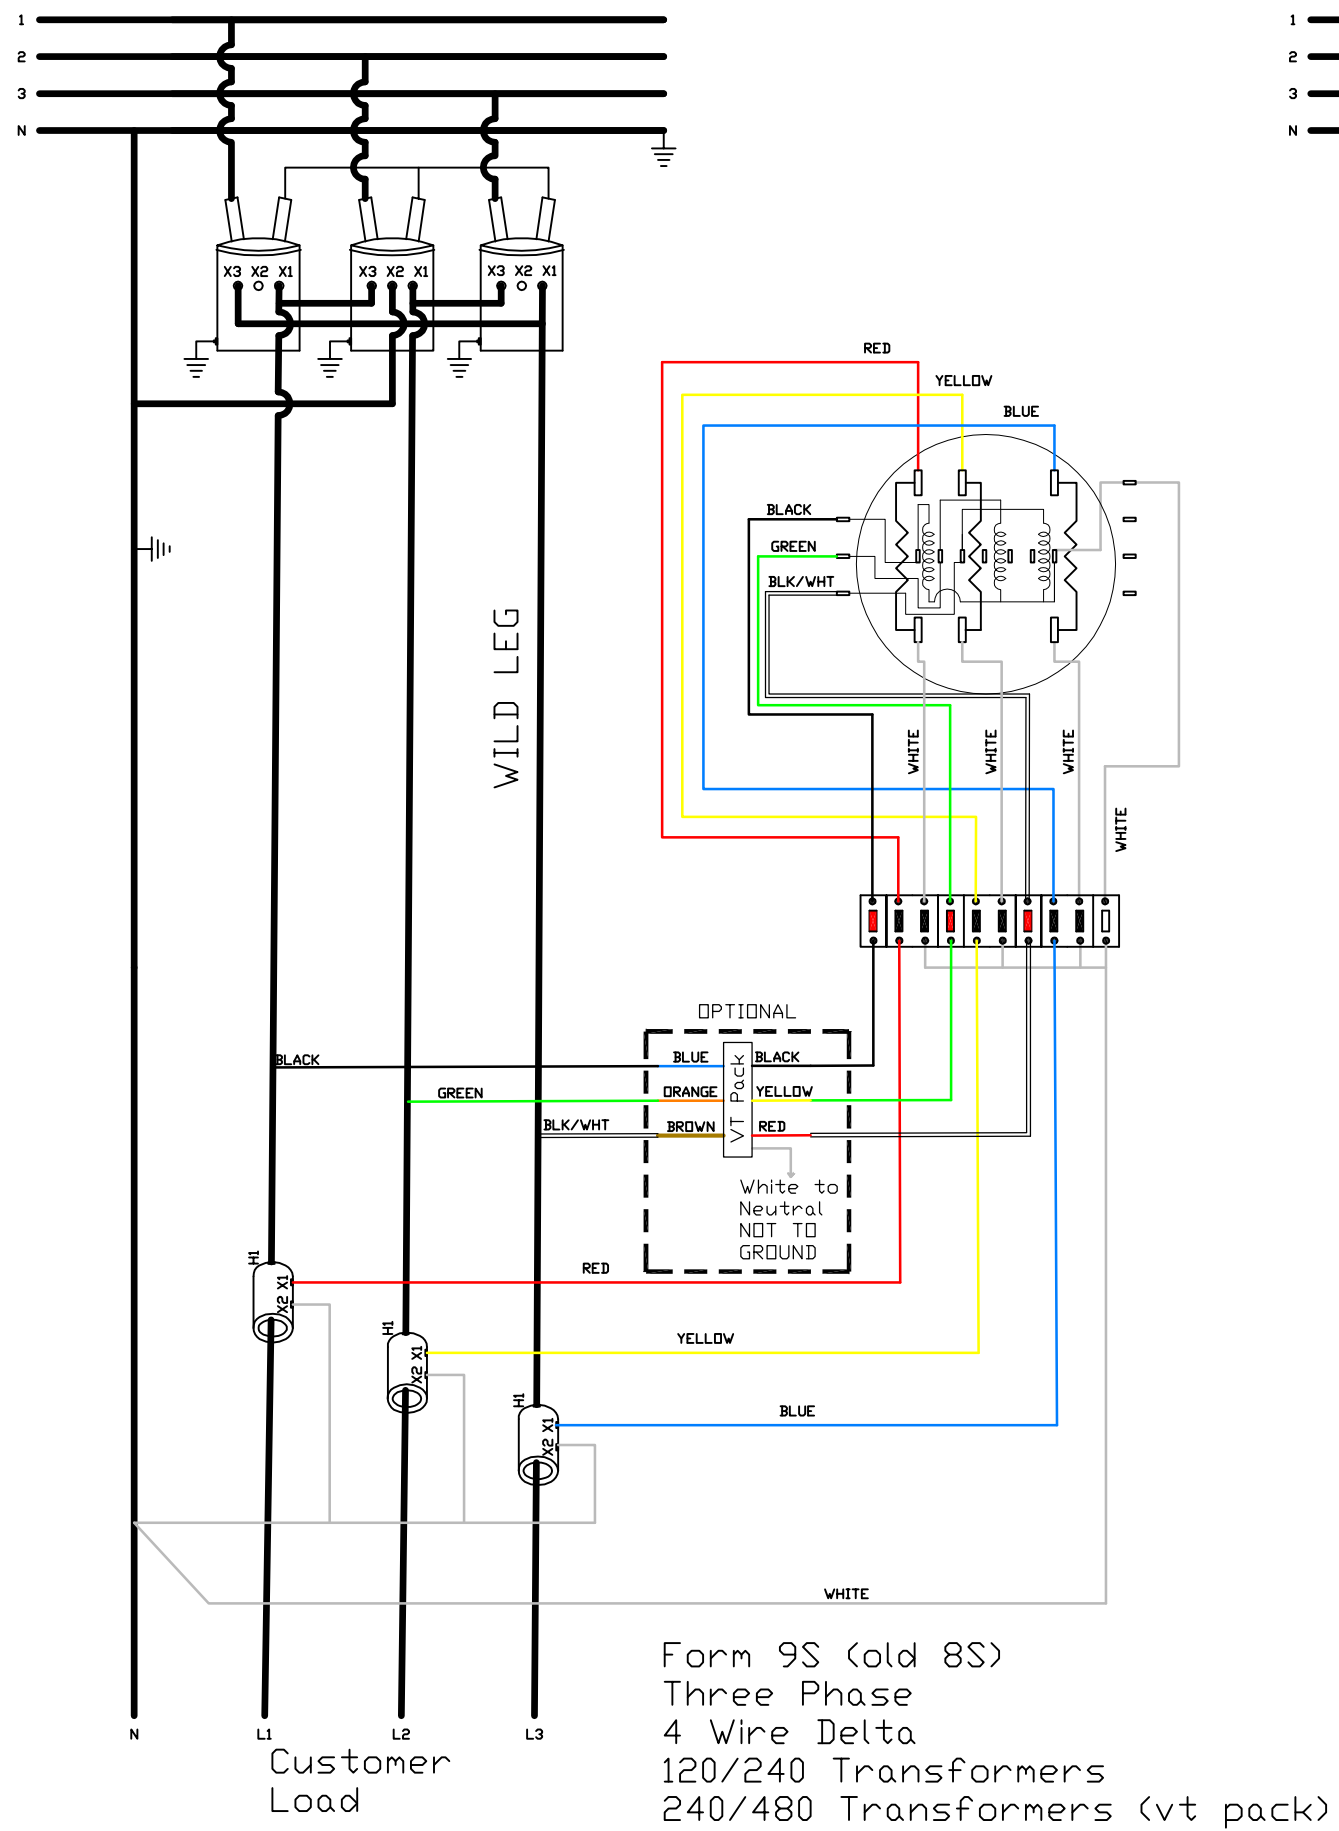 1
1
2
2
3
3
N
N
X3 X2 X1
X3 X2 X1
X3 X2 X1
RED
YELLOW
BLUE
BLACK
GREEN
BLK/WHT
WILD LEG
WHITE
WHITE
WHITE
WHITE
OPTIONAL
BLACK
BLUE
BLACK
GREEN
ORANGE
YELLOW
BLK/WHT
BROWN
RED
VT Pack
White to
Neutral
NOT TO
GROUND
H1
X2 X1
RED
H1
X2 X1
YELLOW
H1
X2 X1
BLUE
WHITE
N
L1
L2
L3
Customer
Load
Form 9S (old 8S)
Three Phase
4 Wire Delta
120/240 Transformers
240/480 Transformers (vt pack)